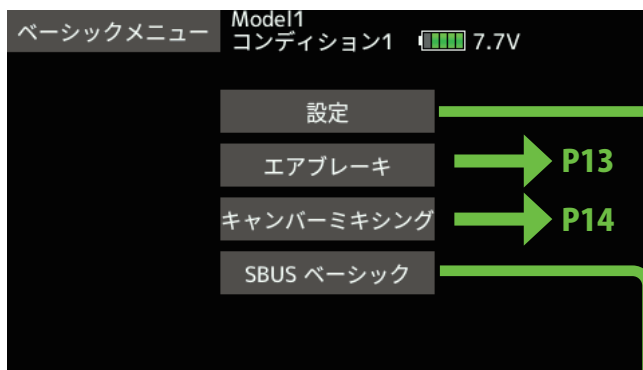 ベーシックメニュー
Model1
コンディション1 7.7V
設定
エアブレーキ P13
キャンバーミキシング P14
SBUS ベーシック